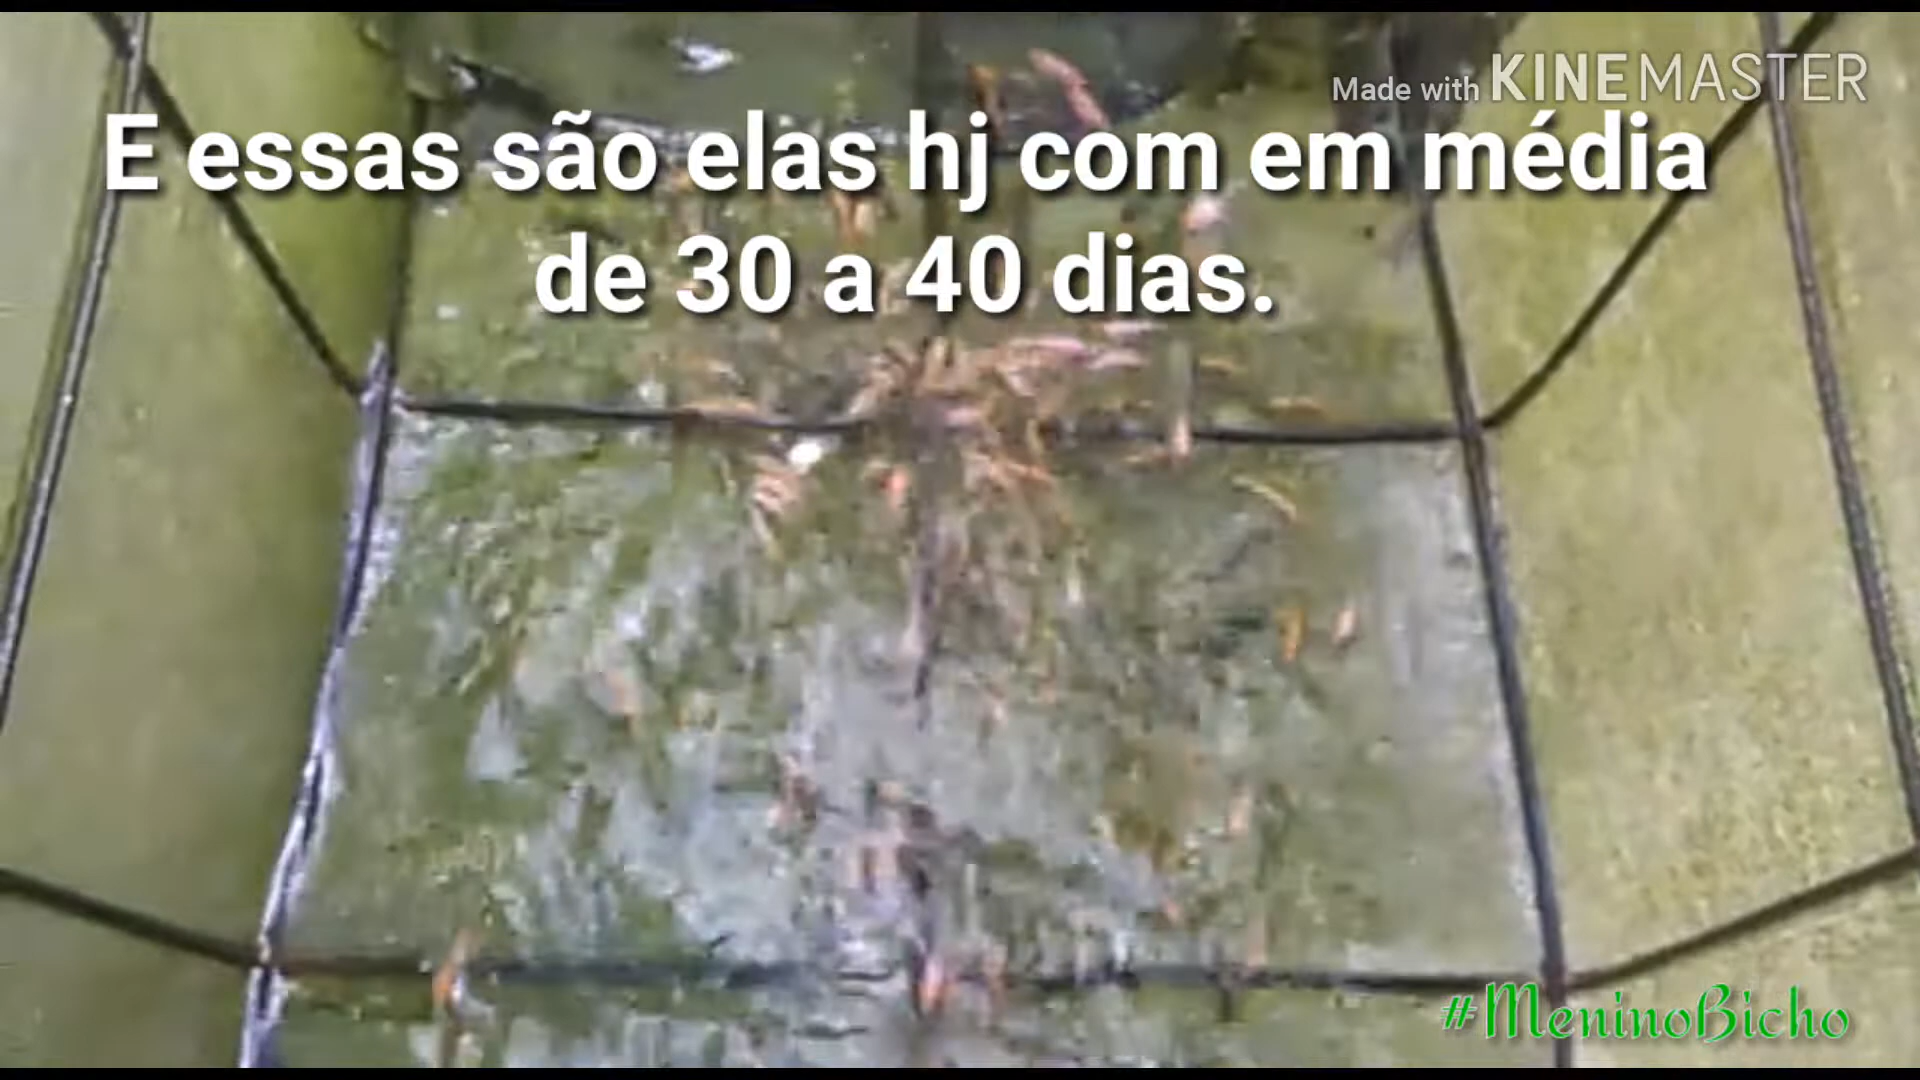 Made with KINEMASTER
E essas são elas hj com em média
de 30 a 40 dias.
#MeninoBicho